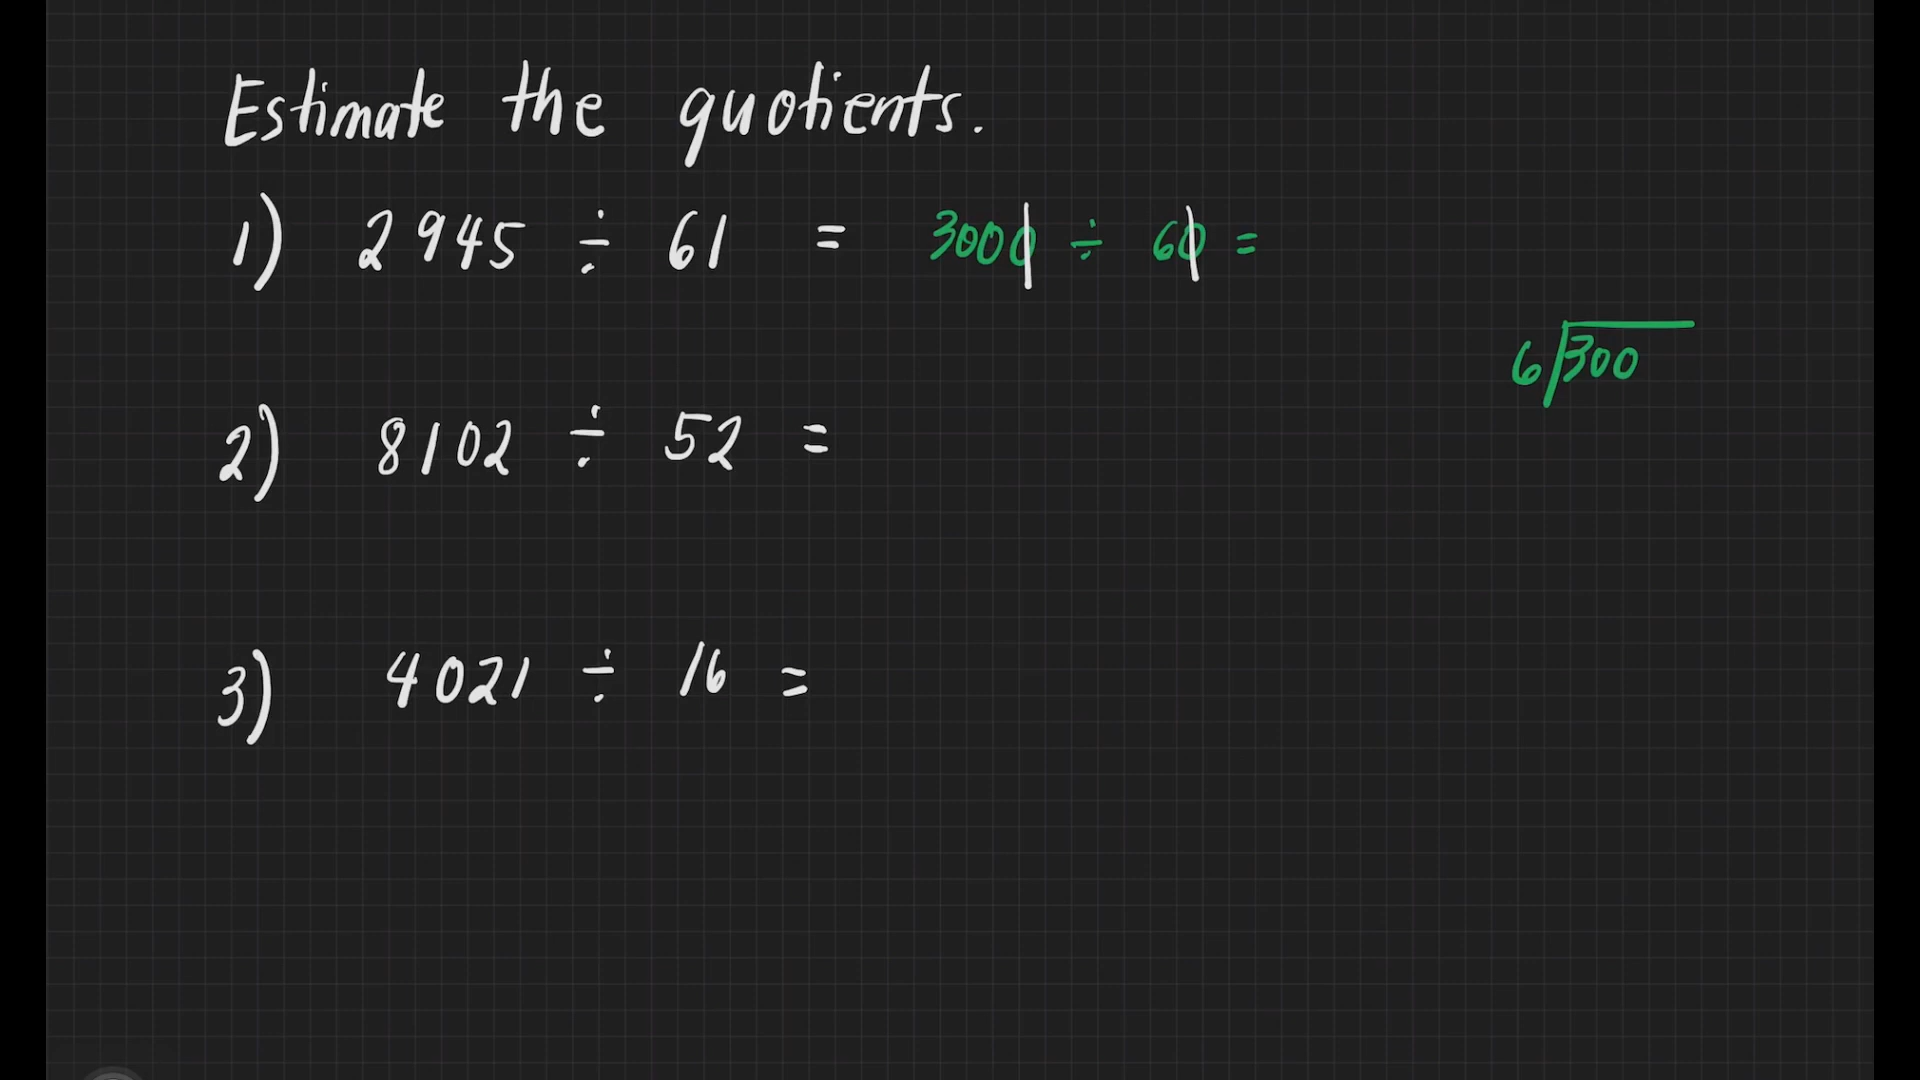 Estimate the quotients.
1) 2945 ÷ 61 = 3000 ÷ 60 =
6 300
2) 8102 ÷ 52 =
3) 4021 ÷ 16 =